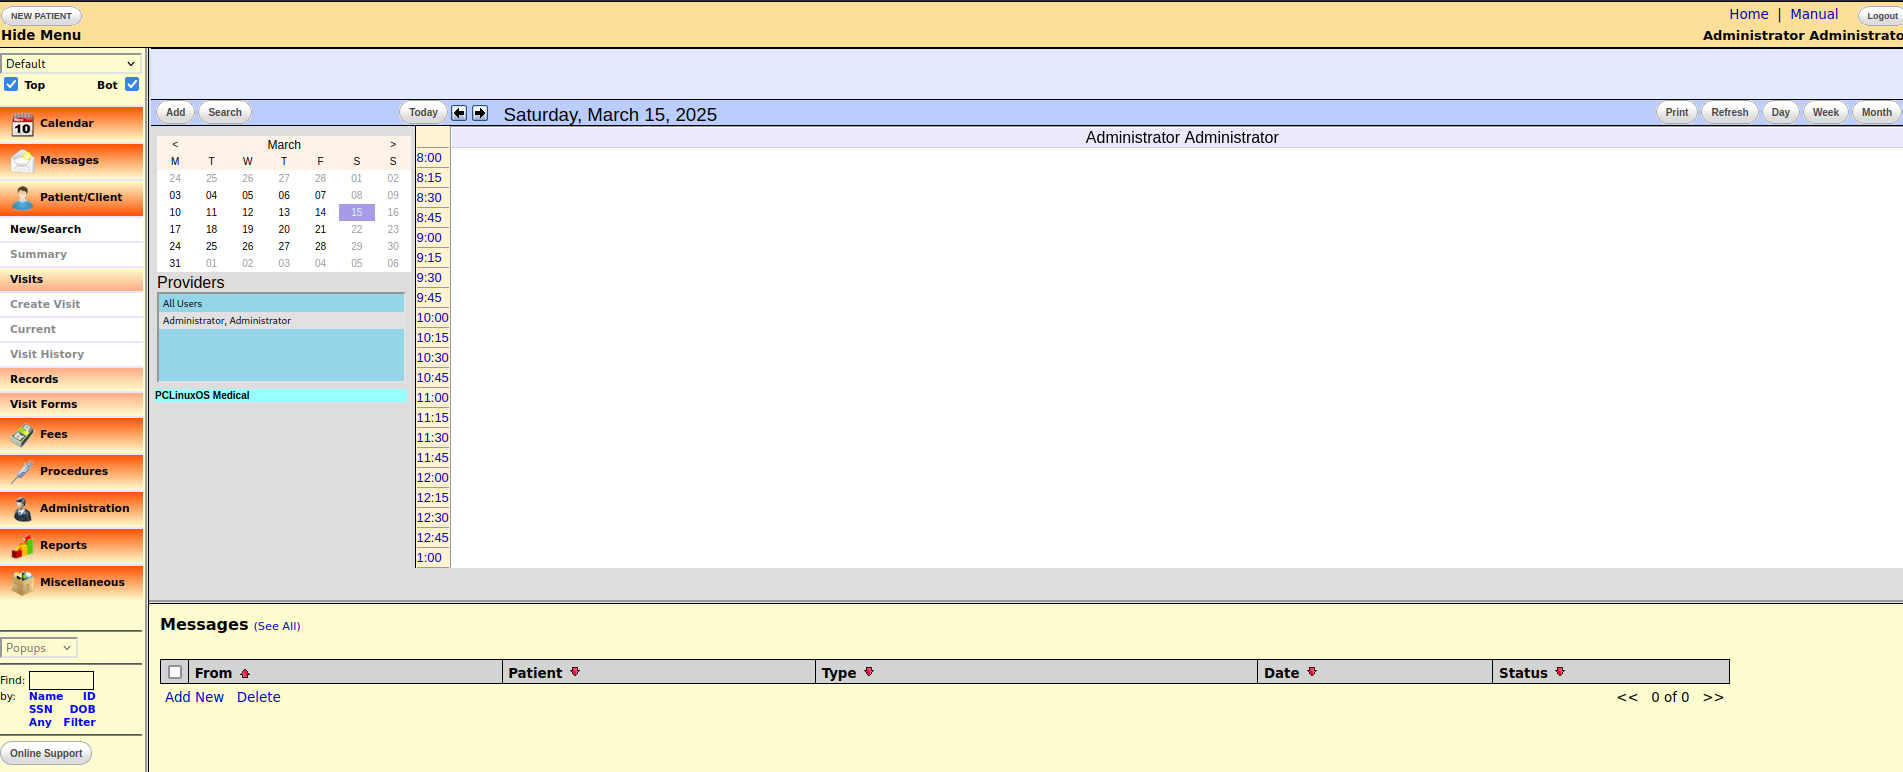 NEW PATIENT
Home | Manual Logout
Hide Menu
Administrator Administrato
Default
Top Bot
Calendar
10
Messages
Patient/Client
New/Search
Summary
Visits
Create Visit
Current
Visit History
Records
Visit Forms
Fees
Procedures
Administration
Reports
Miscellaneous
Popups
Find:
by: Name ID
SSN DOB
Any Filter
Online Support
Add Search Today Saturday, March 15, 2025 Print Refresh Day Week Month
< March >
M T W T F S S
24 25 26 27 28 01 02
03 04 05 06 07 08 09
10 11 12 13 14 15 16
17 18 19 20 21 22 23
24 25 26 27 28 29 30
31 01 02 03 04 05 06
Providers
All Users
Administrator, Administrator
PCLinuxOS Medical
Administrator Administrator
8:00
8:15
8:30
8:45
9:00
9:15
9:30
9:45
10:00
10:15
10:30
10:45
11:00
11:15
11:30
11:45
12:00
12:15
12:30
12:45
1:00
Messages (See All)
From Patient Type Date Status
Add New Delete << 0 of 0 >>